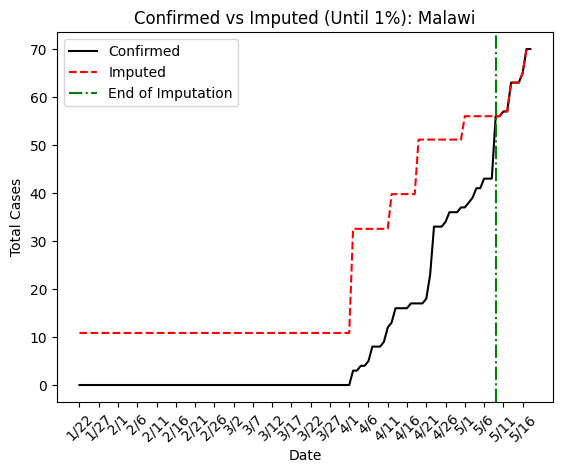 Confirmed vs Imputed (Until 1%): Malawi
Confirmed
Imputed
End of Imputation
Total Cases
70
60
50
40
30
20
10
0
1/22 1/27 2/1 2/6 2/11 2/16 2/21 2/26 3/2 3/7 3/12 3/17 3/22 3/27 4/1 4/6 4/11 4/16 4/21 4/26 5/1 5/6 5/11 5/16
Date